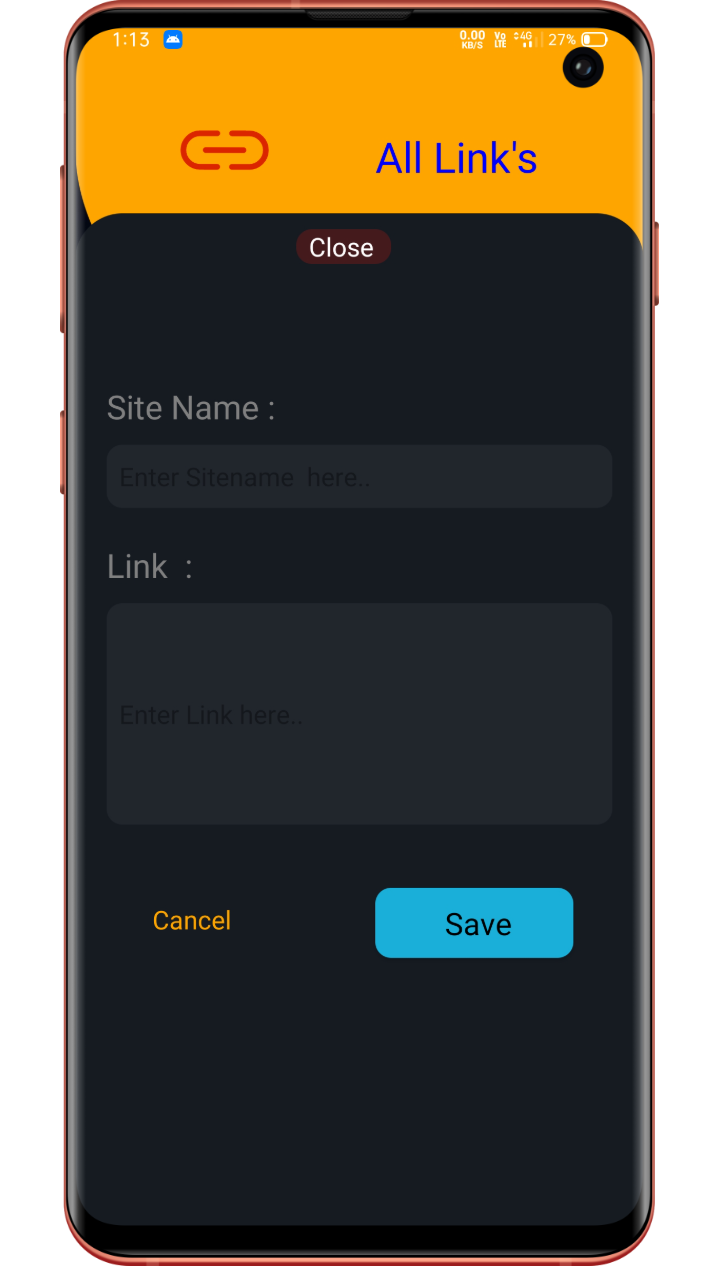 1:13 0.00 KB/S Vo LTE 4G 27%
All Link's
Close
Site Name :
Enter Sitename here..
Link :
Enter Link here..
Cancel Save